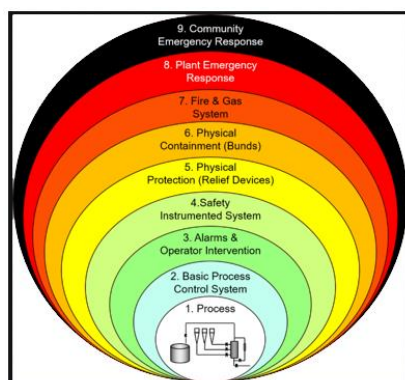 9. Community
Emergency Response
8. Plant Emergency
Response
7. Fire & Gas
System
6. Physical
Containment (Bunds)
5. Physical
Protection (Relief Devices)
4.Safety
Instrumented System
3. Alarms &
Operator Intervention
2. Basic Process
Control System
1. Process